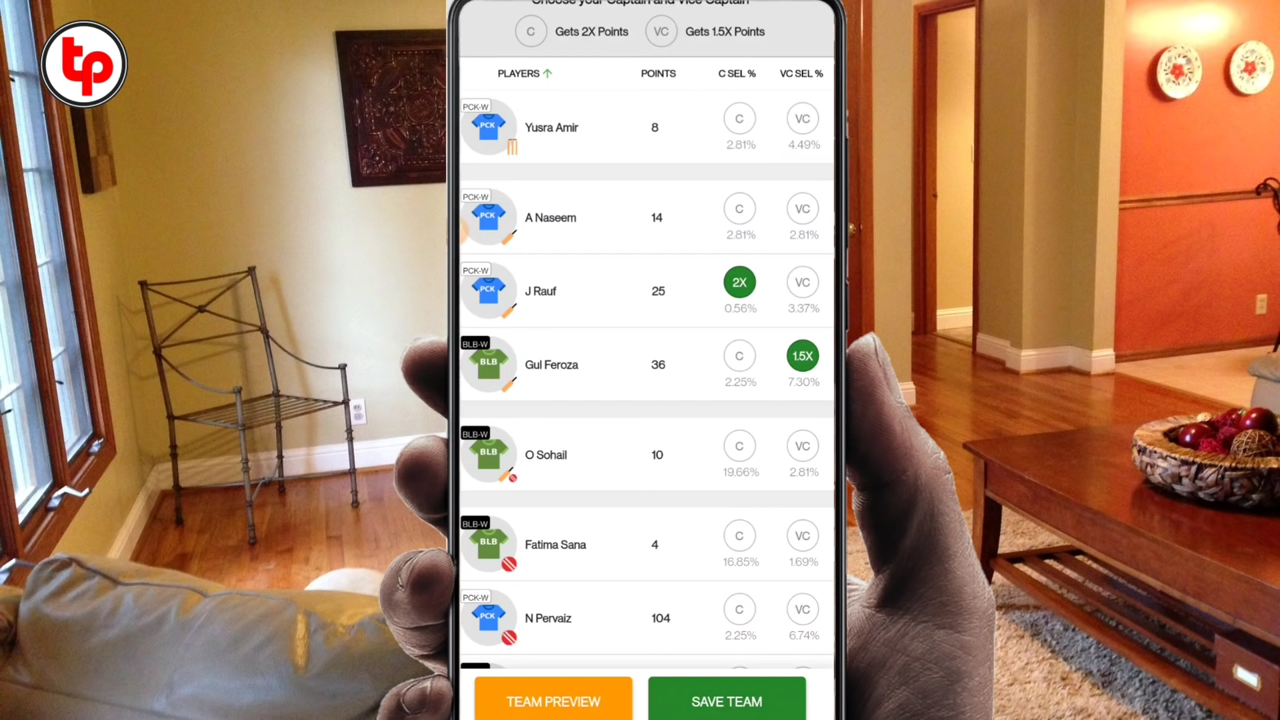 tp
Choose your Captain and Vice Captain
C Gets 2X Points VC Gets 1.5X Points
PLAYERS ↑ POINTS C SEL % VC SEL %
PCK-W
PCK
Yusra Amir 8 C VC
2.81% 4.49%
PCK-W
PCK
A Naseem 14 C VC
2.81% 2.81%
PCK-W
PCK
J Rauf 25 2X VC
0.56% 3.37%
BLB-W
BLB
Gul Feroza 36 C 1.5X
2.25% 7.30%
BLB-W
BLB
O Sohail 10 C VC
19.66% 2.81%
BLB-W
BLB
Fatima Sana 4 C VC
16.85% 1.69%
PCK-W
PCK
N Pervaiz 104 C VC
2.25% 6.74%
TEAM PREVIEW SAVE TEAM